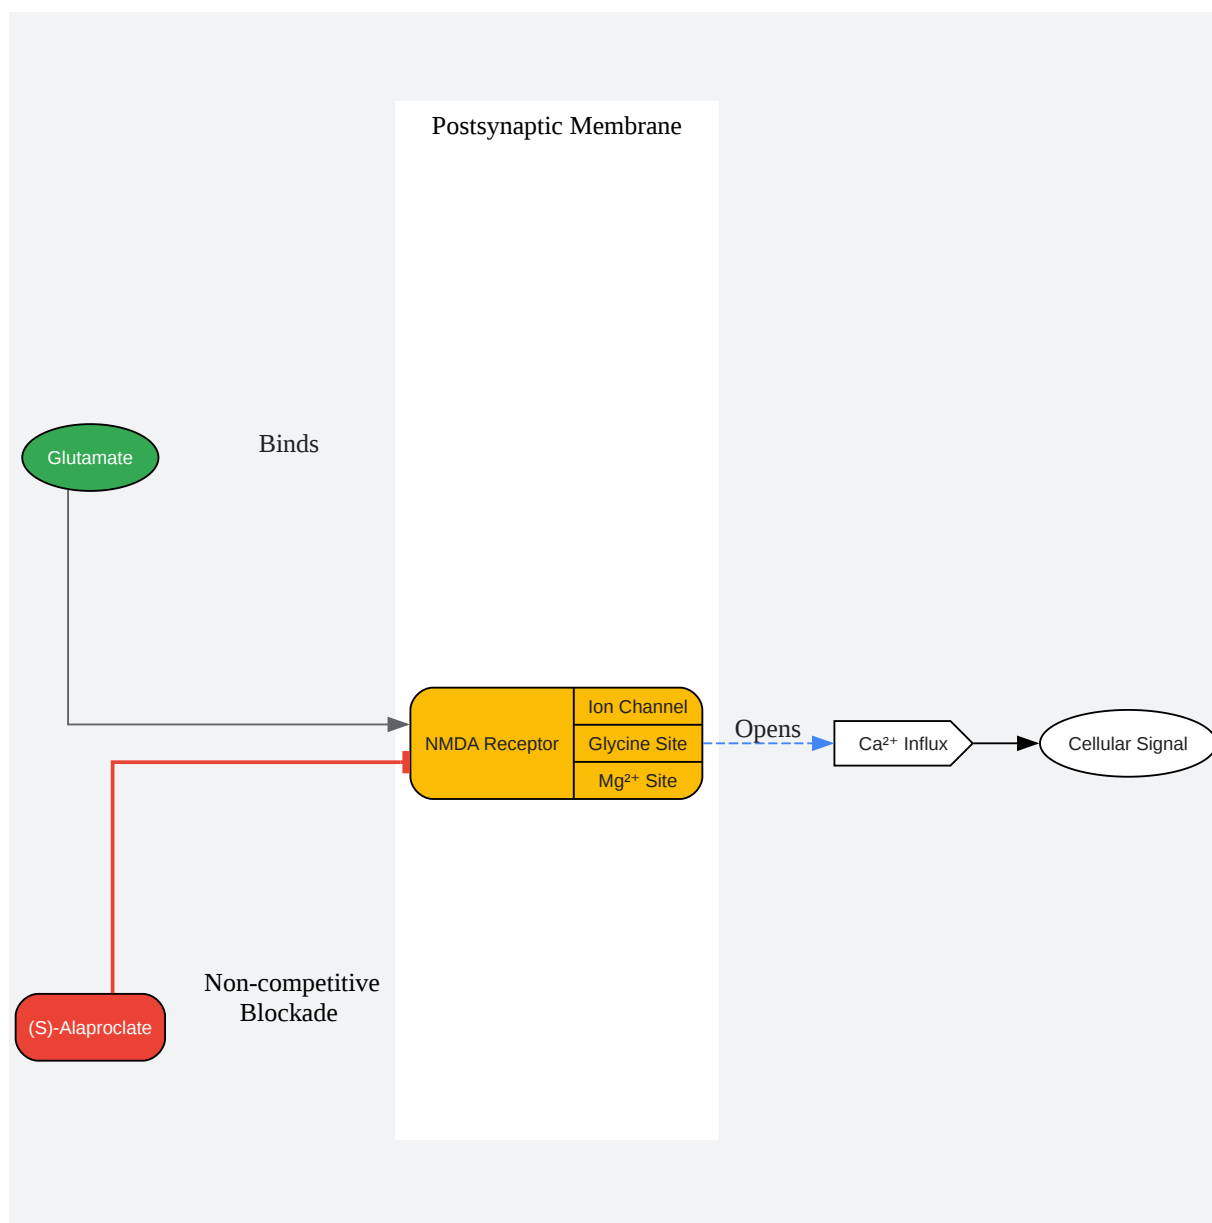 Postsynaptic Membrane
Glutamate
Binds
NMDA Receptor
Ion Channel
Glycine Site
Mg²⁺ Site
Opens
Ca²⁺ Influx
Cellular Signal
Non-competitive
Blockade
(S)-Alaproclate